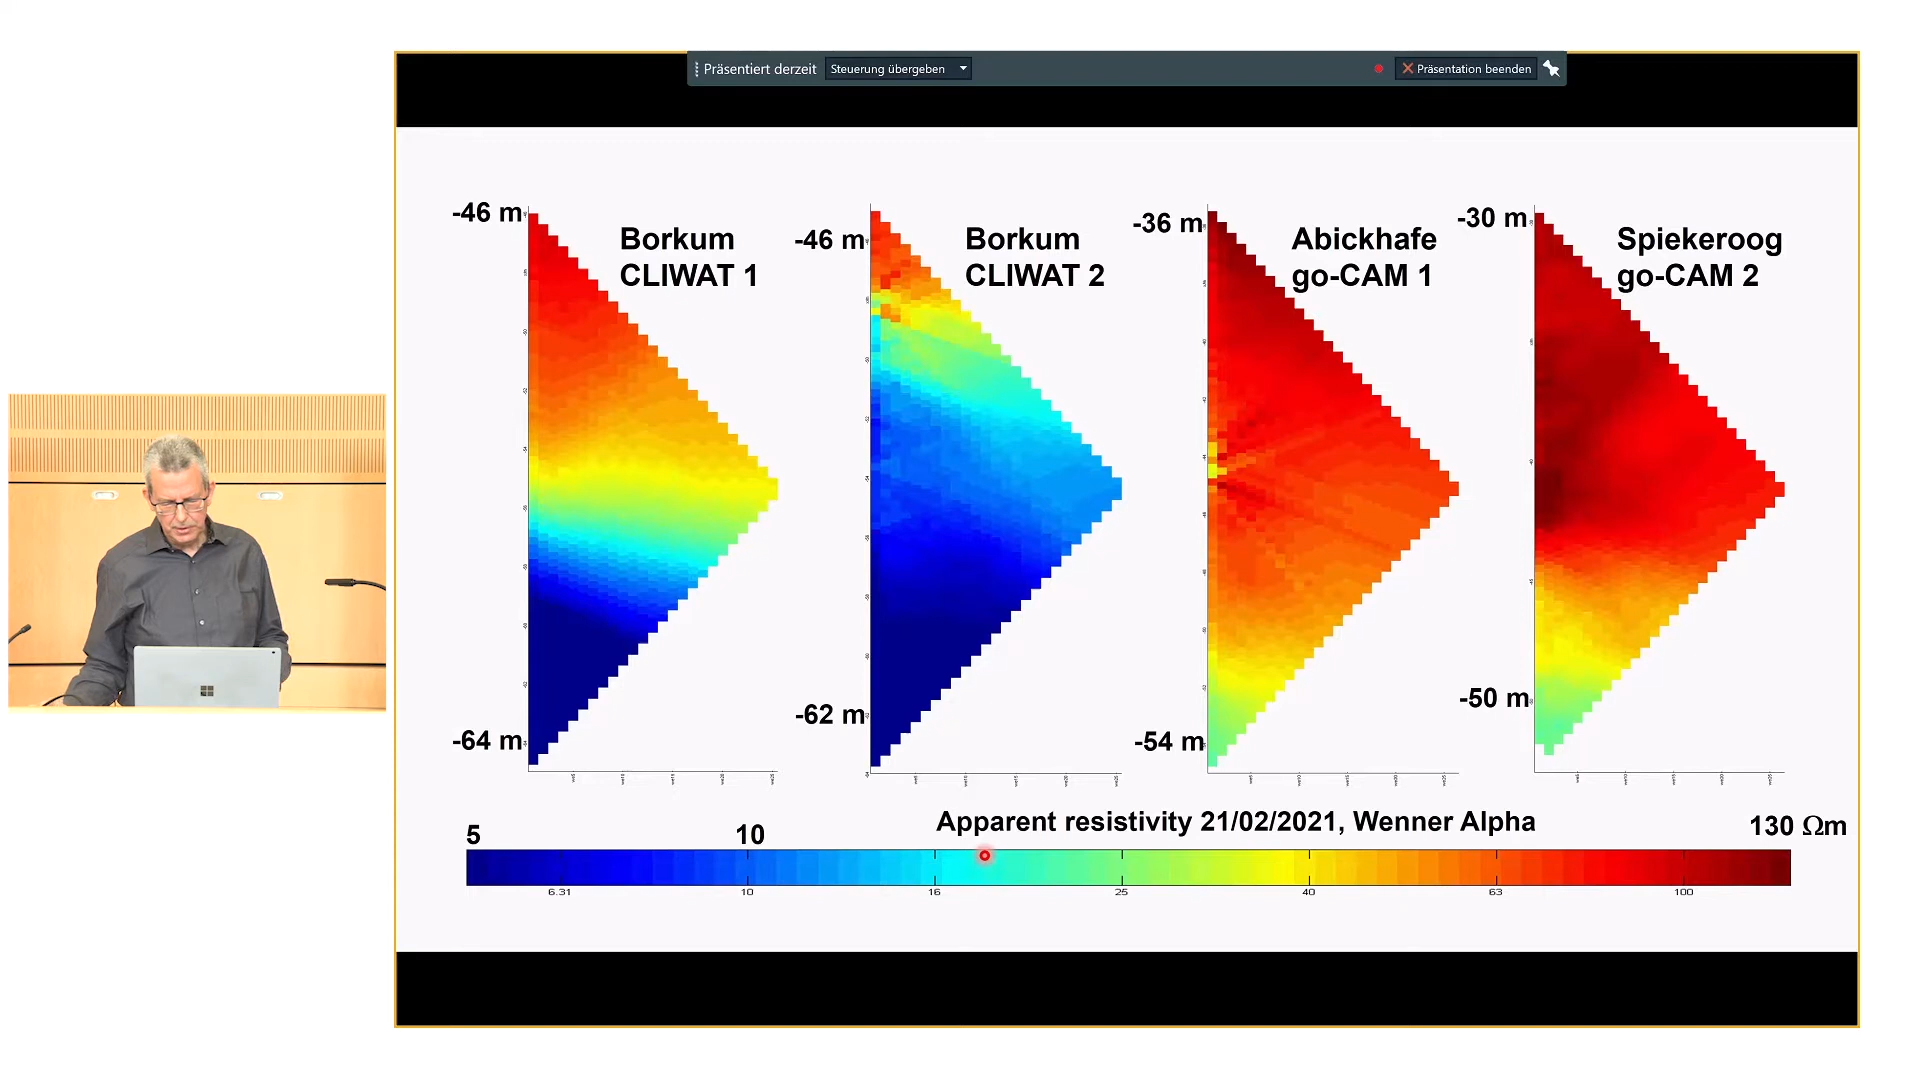 Präsentiert derzeit
Steuerung übergeben
Präsentation beenden
-46 m
Borkum
CLIWAT 1
-64 m
-46 m
Borkum
CLIWAT 2
-62 m
-36 m
Abickhafe
go-CAM 1
-54 m
-30 m
Spiekeroog
go-CAM 2
-50 m
Apparent resistivity 21/02/2021, Wenner Alpha
5
10
130 Ωm
6.31
10
16
25
40
63
100